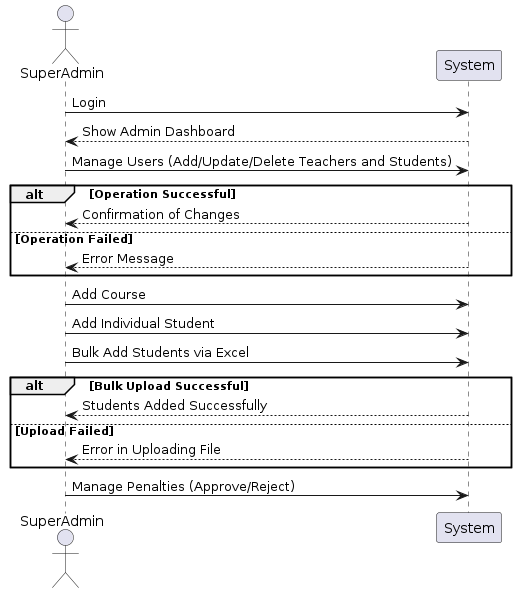 SuperAdmin
System
Login
Show Admin Dashboard
Manage Users (Add/Update/Delete Teachers and Students)
alt [Operation Successful]
Confirmation of Changes
[Operation Failed]
Error Message
Add Course
Add Individual Student
Bulk Add Students via Excel
alt [Bulk Upload Successful]
Students Added Successfully
[Upload Failed]
Error in Uploading File
Manage Penalties (Approve/Reject)
SuperAdmin
System